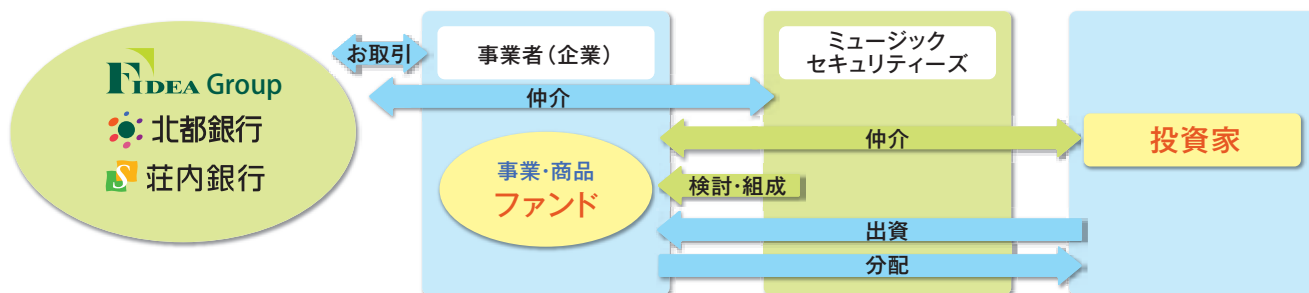 FIDEA Group
北都銀行
荘内銀行
お取引
事業者（企業）
ミュージック
セキュリティーズ
仲介
仲介
投資家
事業・商品
ファンド
検討・組成
出資
分配